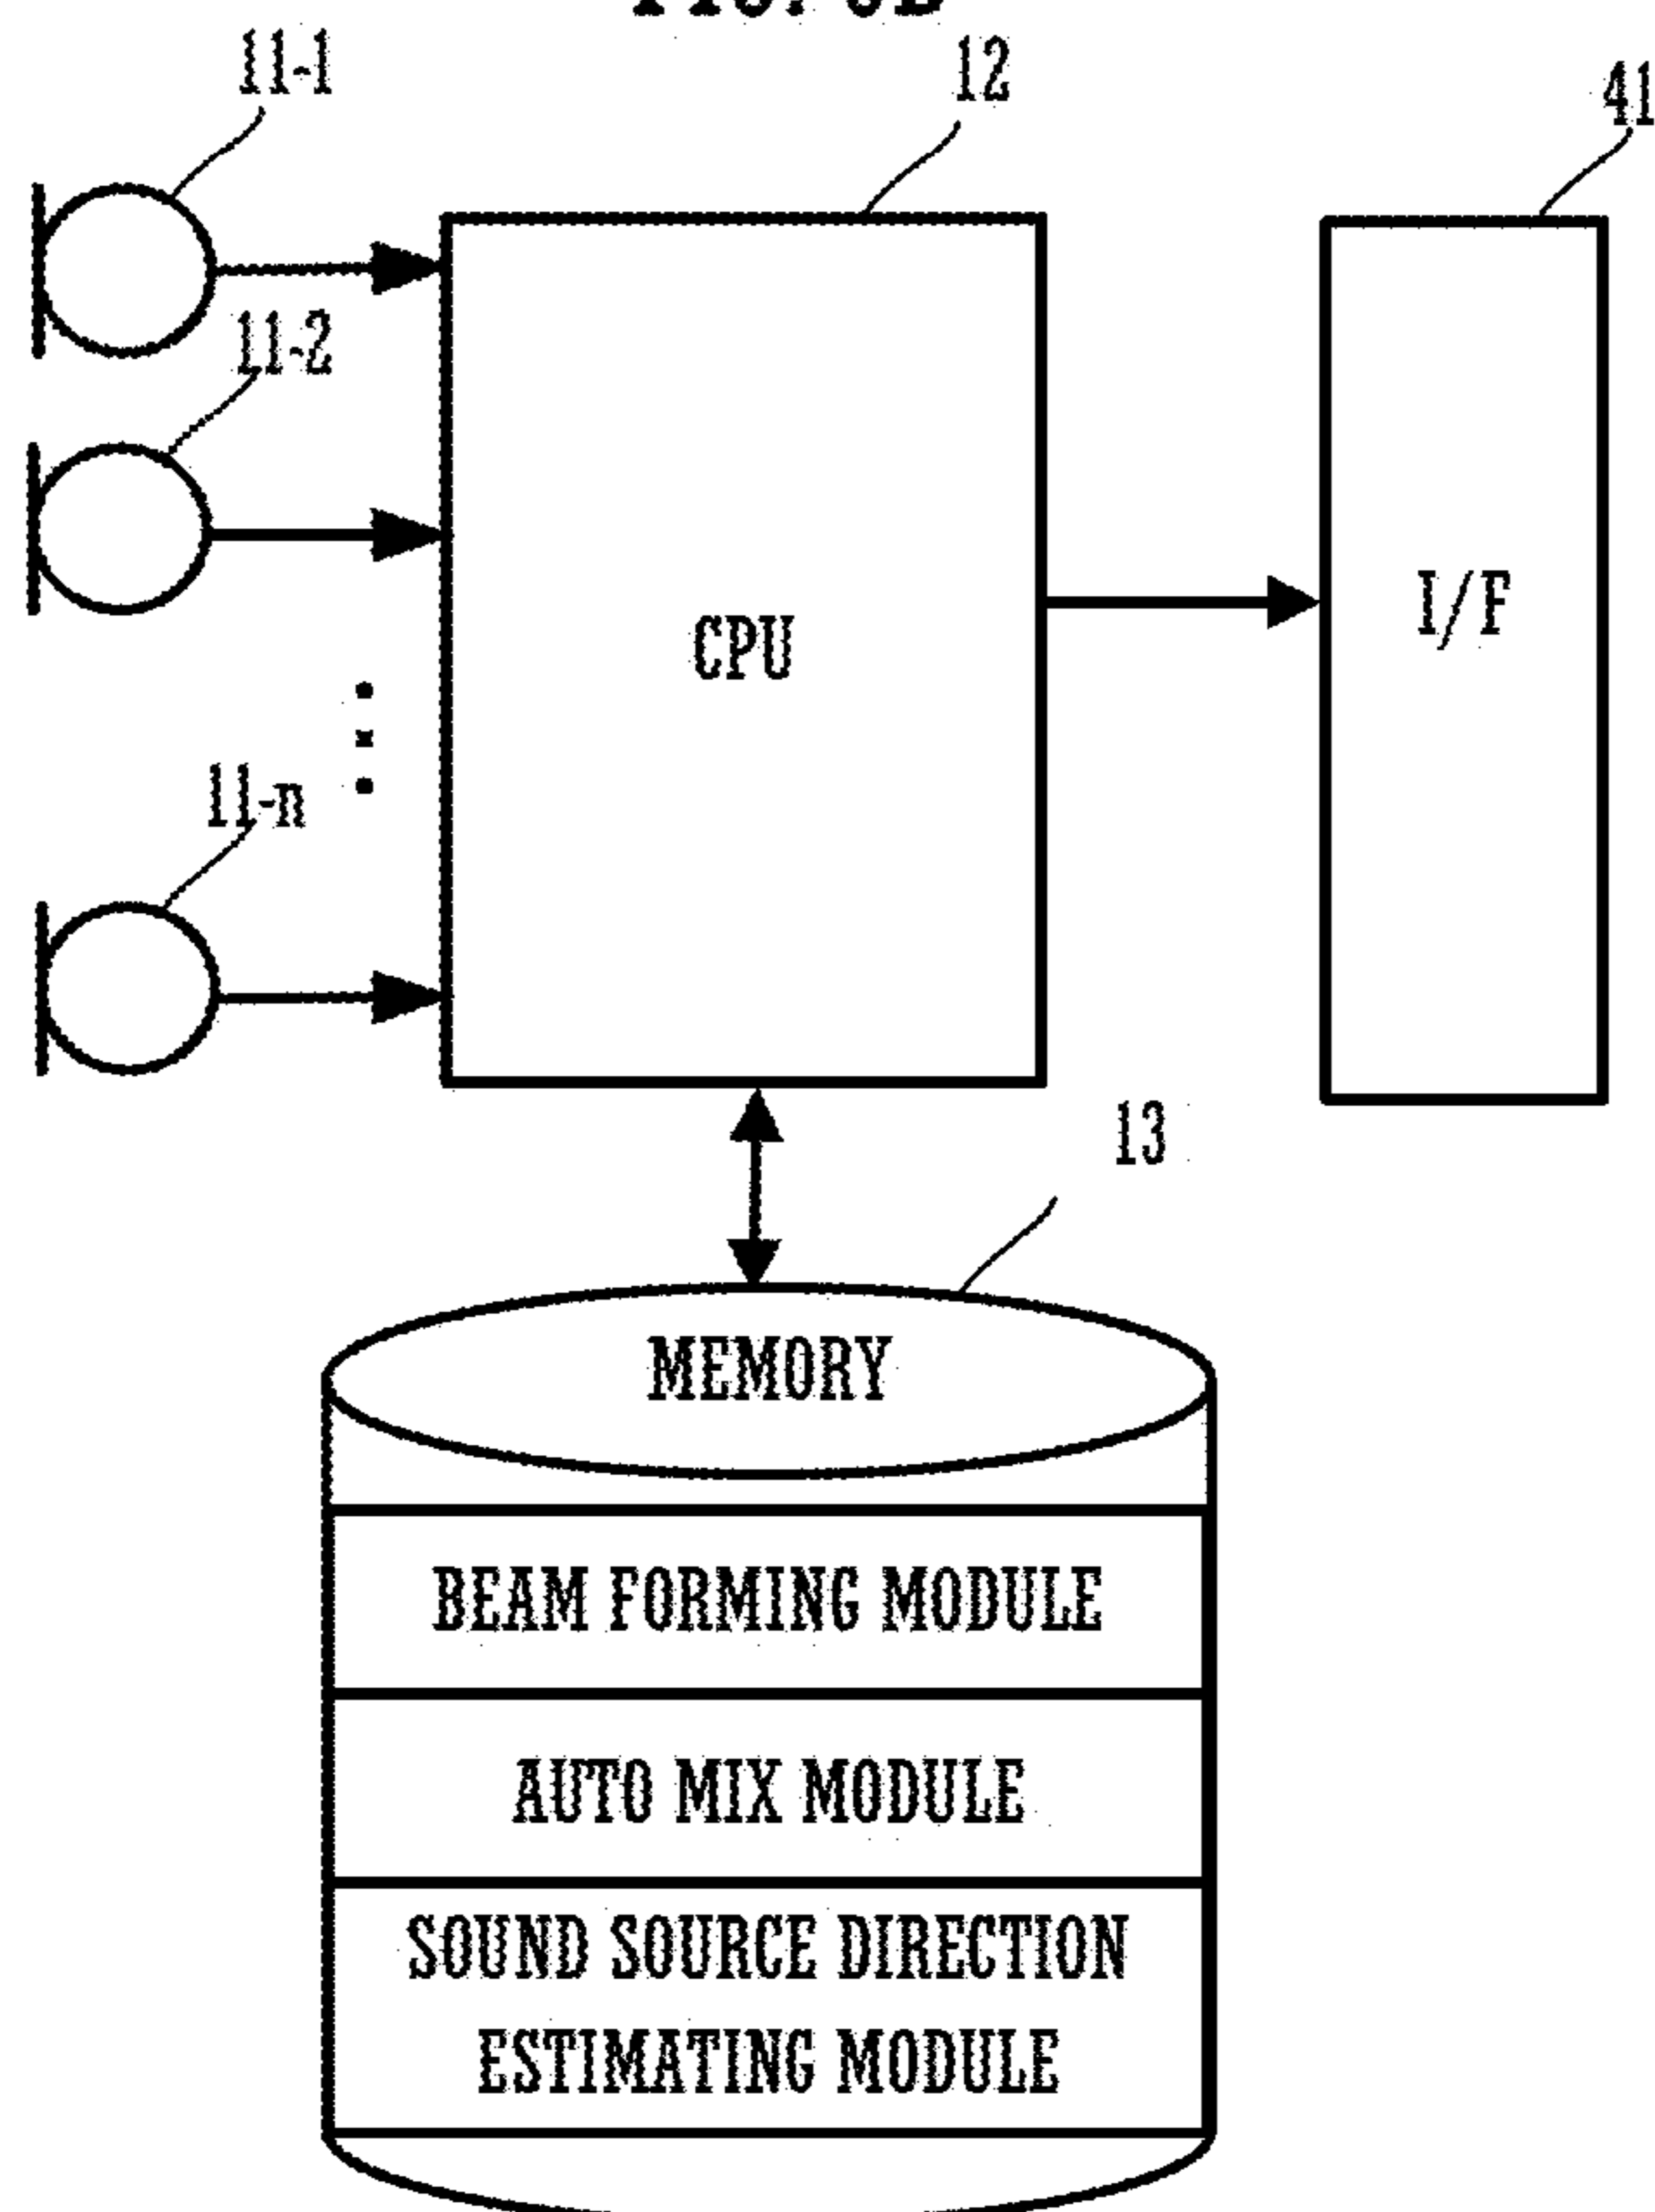 11-1
12
41
11-2
CPU
I/F
11-n
13
MEMORY
BEAM FORMING MODULE
AUTO MIX MODULE
SOUND SOURCE DIRECTION
ESTIMATING MODULE